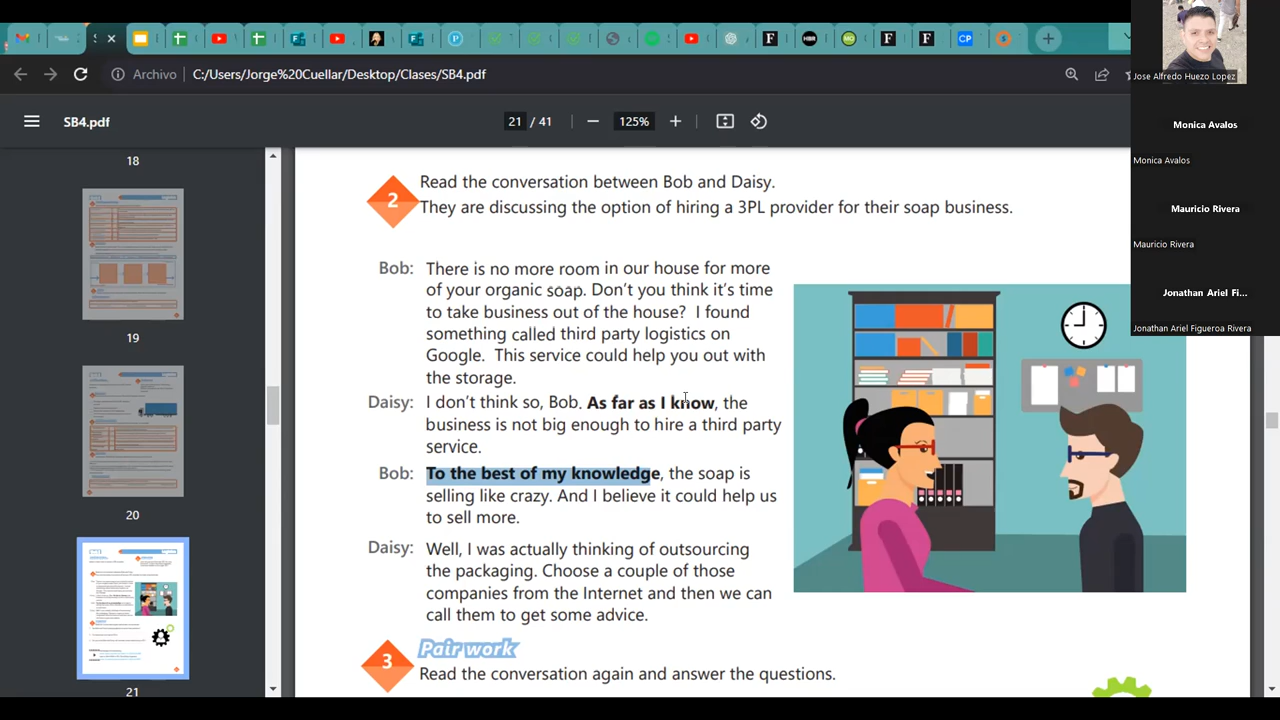 Archivo
C:/Users/Jorge%20Cuellar/Desktop/Clases/SB4.pdf
SB4.pdf
21 / 41
125%
18
19
20
21
2
Read the conversation between Bob and Daisy.
They are discussing the option of hiring a 3PL provider for their soap business.
Bob: There is no more room in our house for more
of your organic soap. Don't you think it's time
to take business out of the house? I found
something called third party logistics on
Google. This service could help you out with
the storage.
Daisy: I don't think so, Bob. As far as I know, the
business is not big enough to hire a third party
service.
Bob: To the best of my knowledge, the soap is
selling like crazy. And I believe it could help us
to sell more.
Daisy: Well, I was actually thinking of outsourcing
the packaging. Choose a couple of those
companies from the Internet and then we can
call them to get some advice.
3
Pair work
Read the conversation again and answer the questions.
Jose Alfredo Huezo Lopez
Monica Avalos
Monica Avalos
Mauricio Rivera
Mauricio Rivera
Jonathan Ariel Fi...
Jonathan Ariel Figueroa Rivera